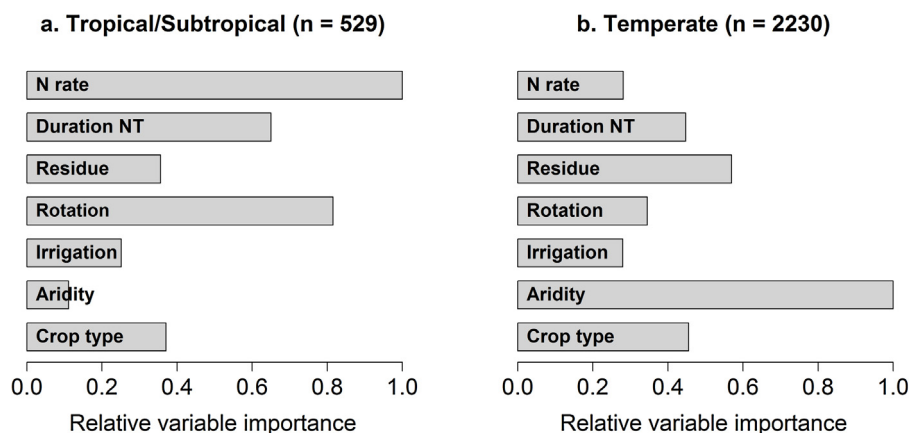 a. Tropical/Subtropical (n = 529)
N rate
Duration NT
Residue
Rotation
Irrigation
Aridity
Crop type
0.0 0.2 0.4 0.6 0.8 1.0
Relative variable importance
b. Temperate (n = 2230)
N rate
Duration NT
Residue
Rotation
Irrigation
Aridity
Crop type
0.0 0.2 0.4 0.6 0.8 1.0
Relative variable importance